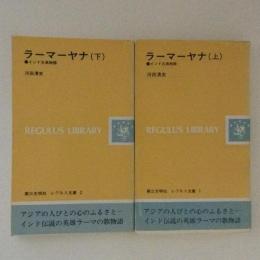 ラーマーヤナ(下)
●インド古典物語
河田清史
REGULUS LIBRARY
第三文明社 レグルス文庫 2
アジアの人びとの心のふるさと―
インド伝説の英雄ラーマの歌物語
ラーマーヤナ(上)
●インド古典物語
河田清史
REGULUS LIBRARY
第三文明社 レグルス文庫 1
アジアの人びとの心のふるさと―
インド伝説の英雄ラーマの歌物語